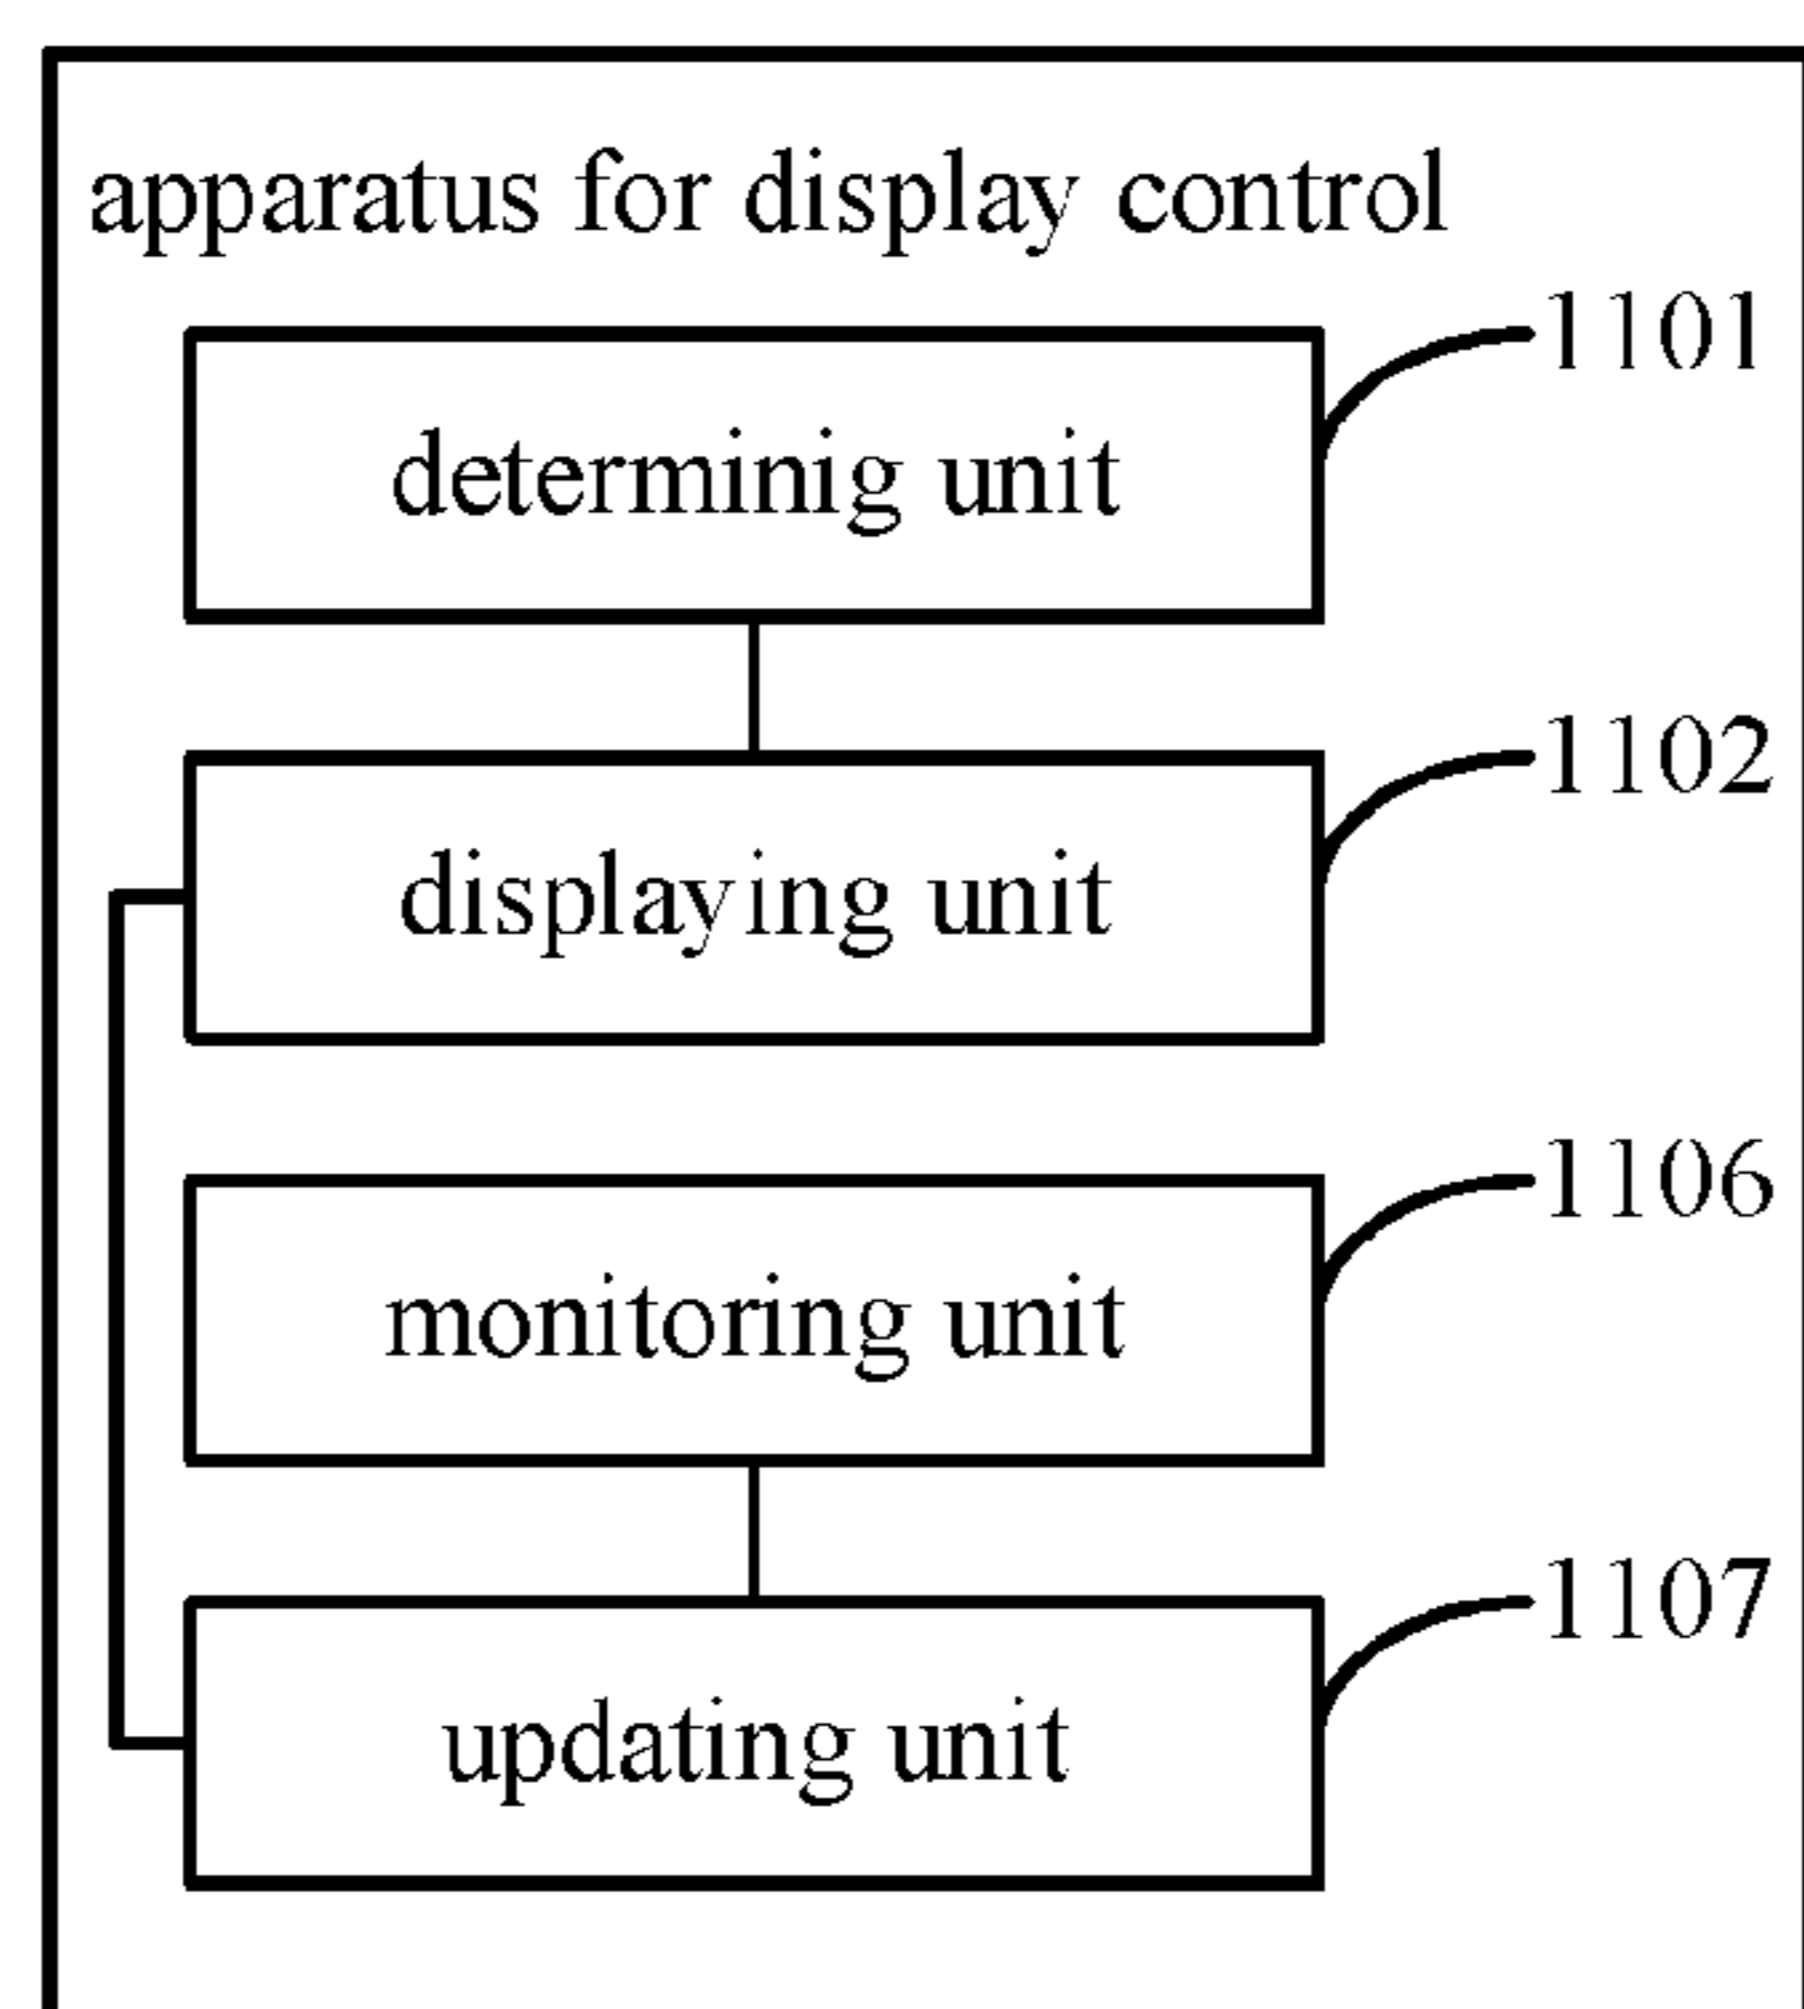 apparatus for display control
1101
determinig unit
1102
displaying unit
1106
monitoring unit
1107
updating unit